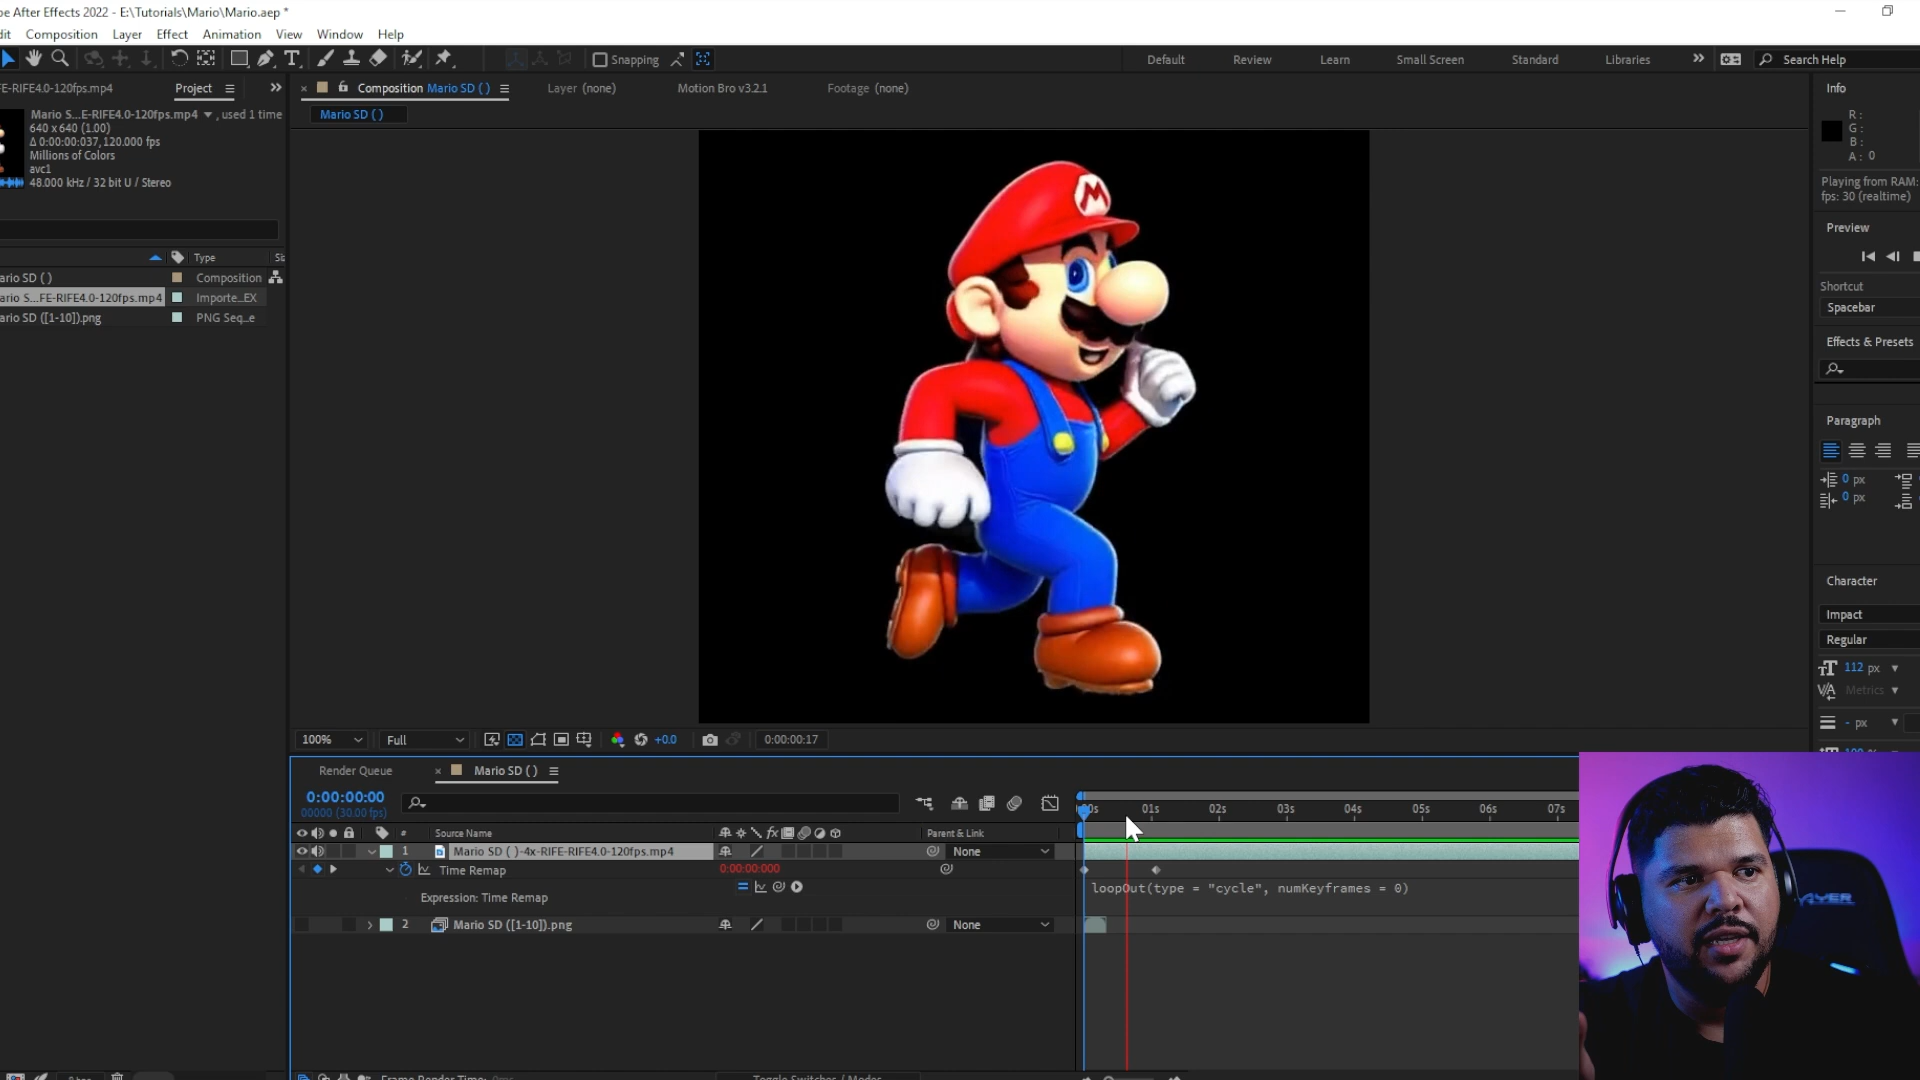 be After Effects 2022 - E:\Tutorials\Mario\Mario.aep *
dit Composition Layer Effect Animation View Window Help
Snapping
Default Review Learn Small Screen Standard Libraries Search Help
FE-RIFE4.0-120fps.mp4 Project
Composition Mario SD ( ) Layer (none) Motion Bro v3.2.1 Footage (none)
Mario SD ( )
Mario S...E-RIFE4.0-120fps.mp4 , used 1 time
640 x 640 (1.00)
Δ 0:00:00:037, 120.000 fps
Millions of Colors
avc1
48.000 kHz / 32 bit U / Stereo
Type Siz
ario SD ( ) Composition
ario S...FE-RIFE4.0-120fps.mp4 Importe...EX
ario SD ([1-10]).png PNG Seq...e
M
Info
R :
G :
B :
A : 0
Playing from RAM:
fps: 30 (realtime)
Preview
Shortcut
Spacebar
Effects & Presets
Paragraph
0 px
0 px
Character
Impact
Regular
112 px
Metrics
- px
100% Full +0.0 0:00:00:17
Render Queue Mario SD ( )
0:00:00:00
00000 (30.00 fps)
01s 02s 03s 04s 05s 06s 07s
# Source Name fx Parent & Link
1 Mario SD ( )-4x-RIFE-RIFE4.0-120fps.mp4 None
Time Remap 0:00:00:000
Expression: Time Remap
loopOut(type = "cycle", numKeyframes = 0)
2 Mario SD ([1-10]).png None
Frame Render Time: 0ms Toggle Switches / Modes